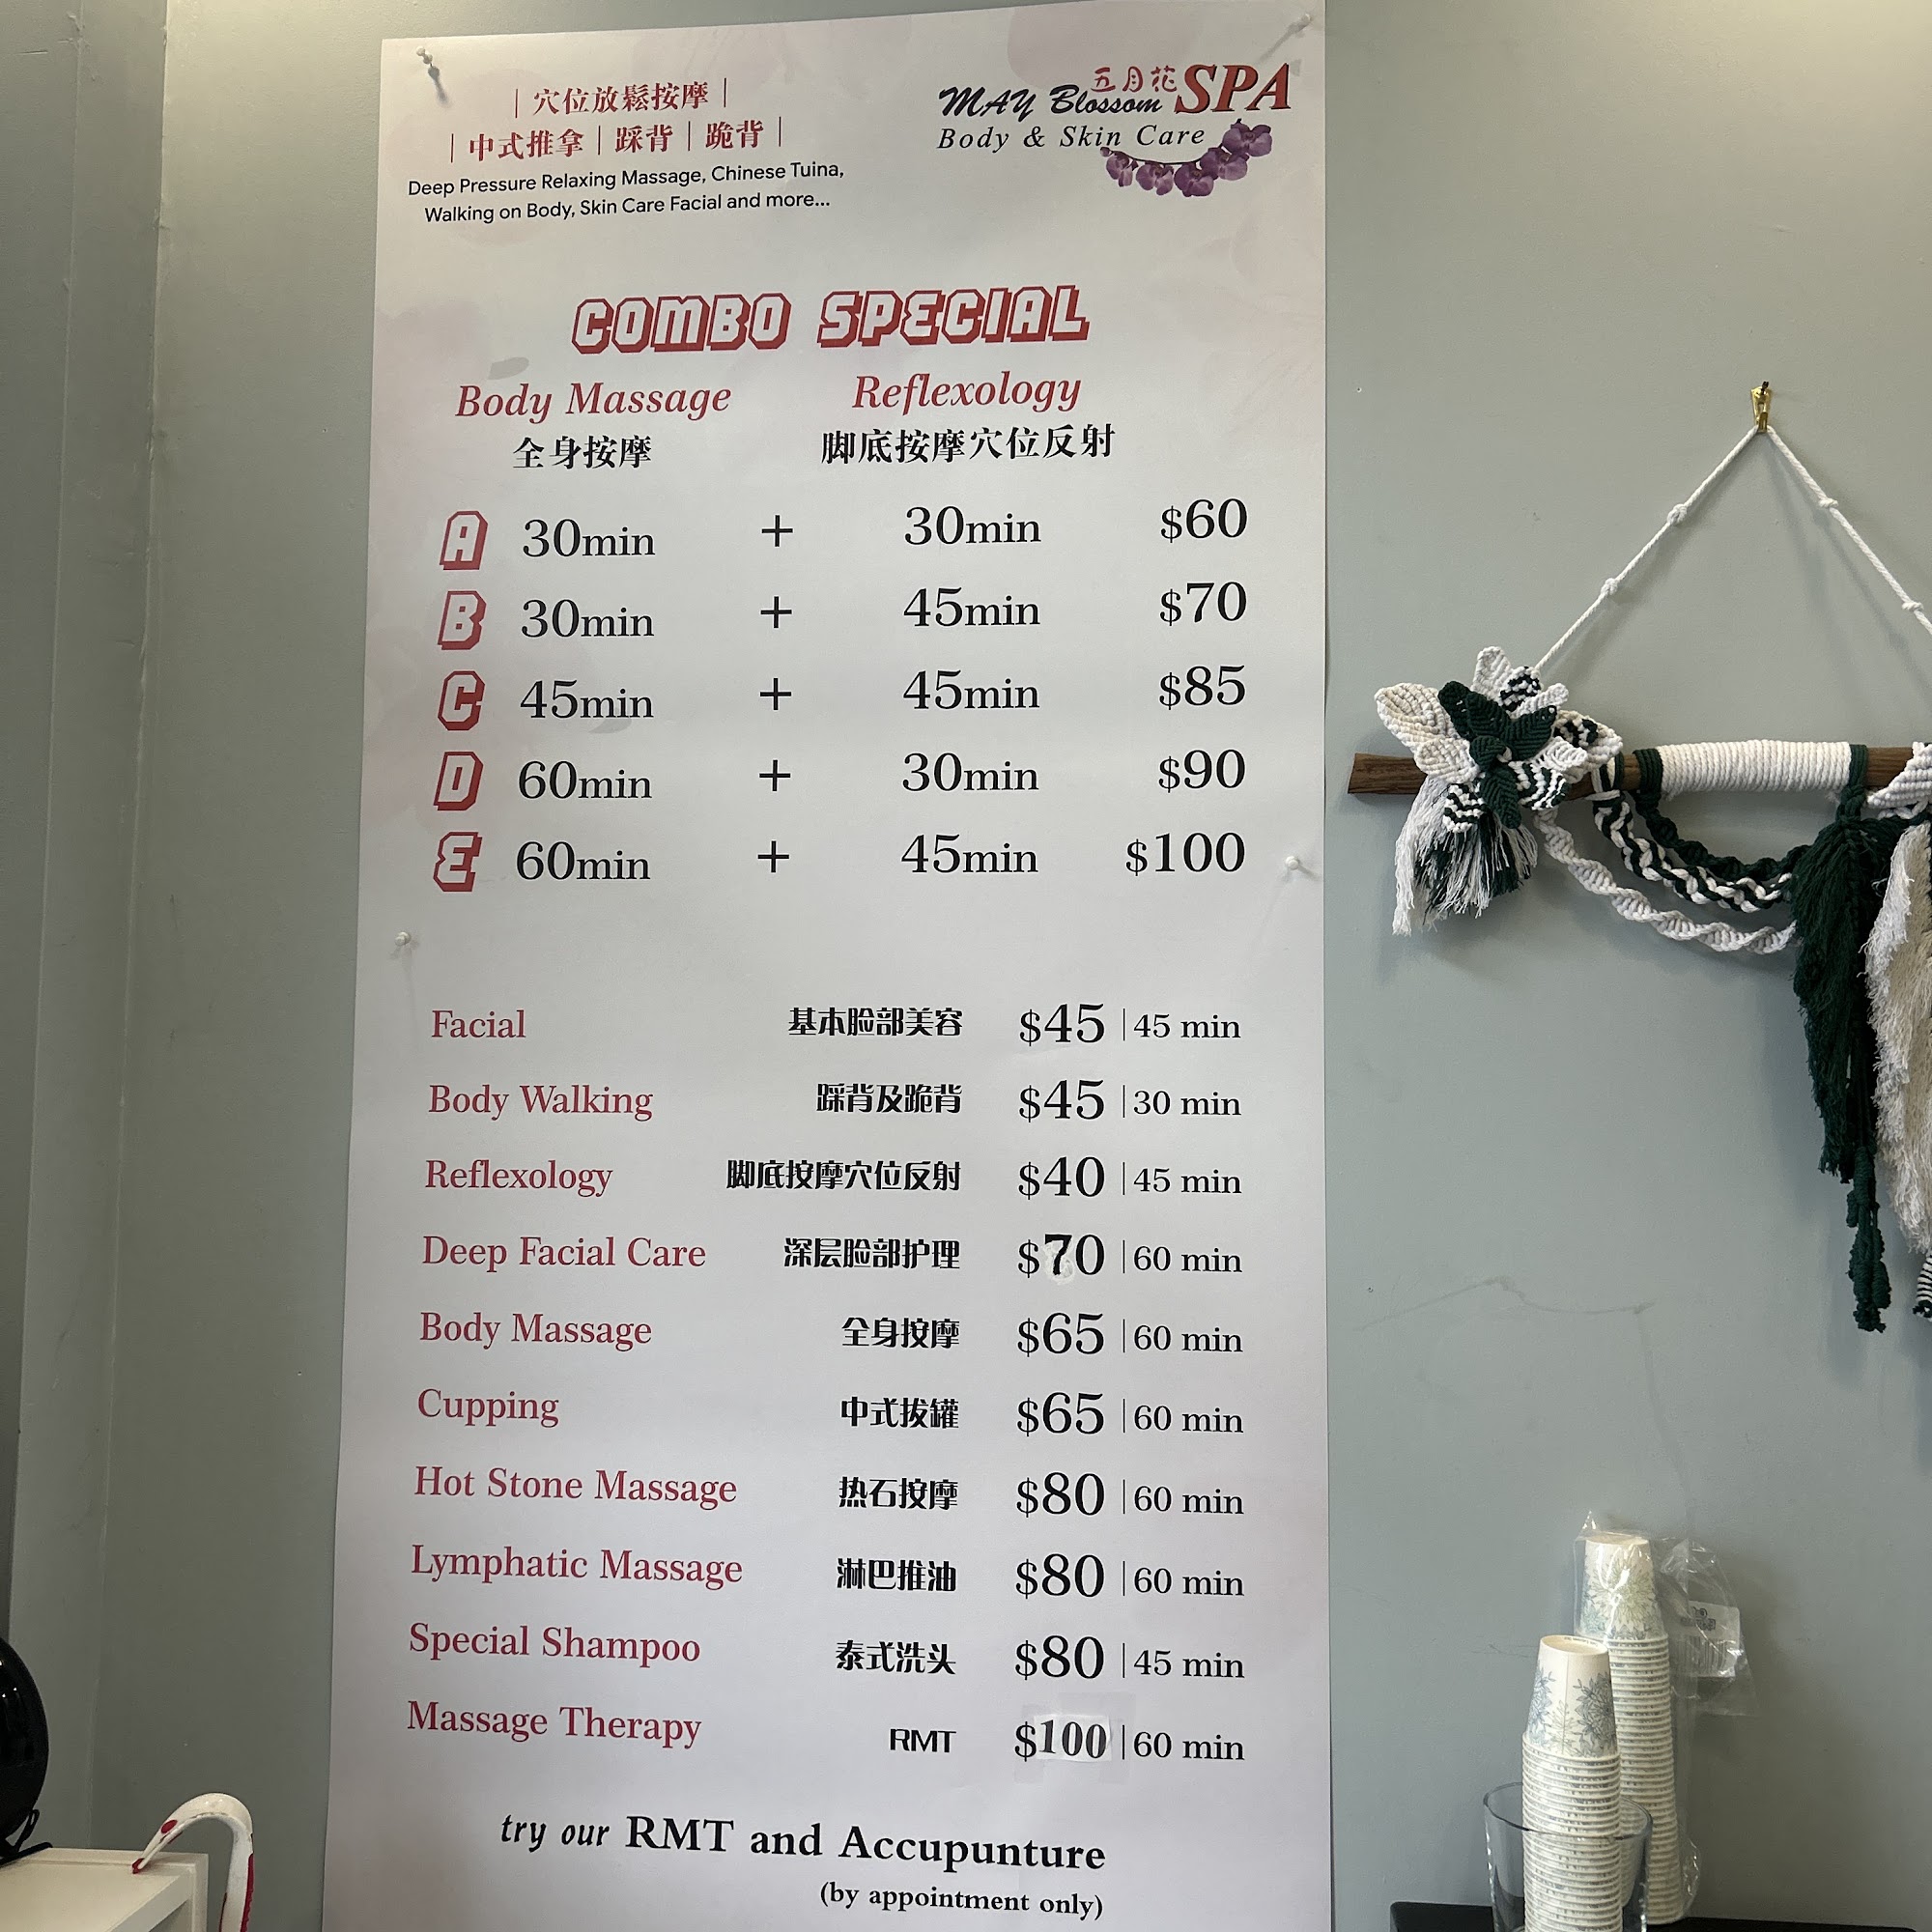 | 穴位放鬆按摩 |
| 中式推拿 | 踩背 | 跪背 |
Deep Pressure Relaxing Massage, Chinese Tuina,
Walking on Body, Skin Care Facial and more...
五月花
MAY Blossom SPA
Body & Skin Care
COMBO SPECIAL
Body Massage Reflexology
全身按摩 脚底按摩穴位反射
A 30min + 30min $60
B 30min + 45min $70
C 45min + 45min $85
D 60min + 30min $90
E 60min + 45min $100
Facial 基本脸部美容 $45 | 45 min
Body Walking 踩背及跪背 $45 | 30 min
Reflexology 脚底按摩穴位反射 $40 | 45 min
Deep Facial Care 深层脸部护理 $70 | 60 min
Body Massage 全身按摩 $65 | 60 min
Cupping 中式拔罐 $65 | 60 min
Hot Stone Massage 热石按摩 $80 | 60 min
Lymphatic Massage 淋巴推油 $80 | 60 min
Special Shampoo 泰式洗头 $80 | 45 min
Massage Therapy RMT $100 | 60 min
try our RMT and Accupunture
(by appointment only)